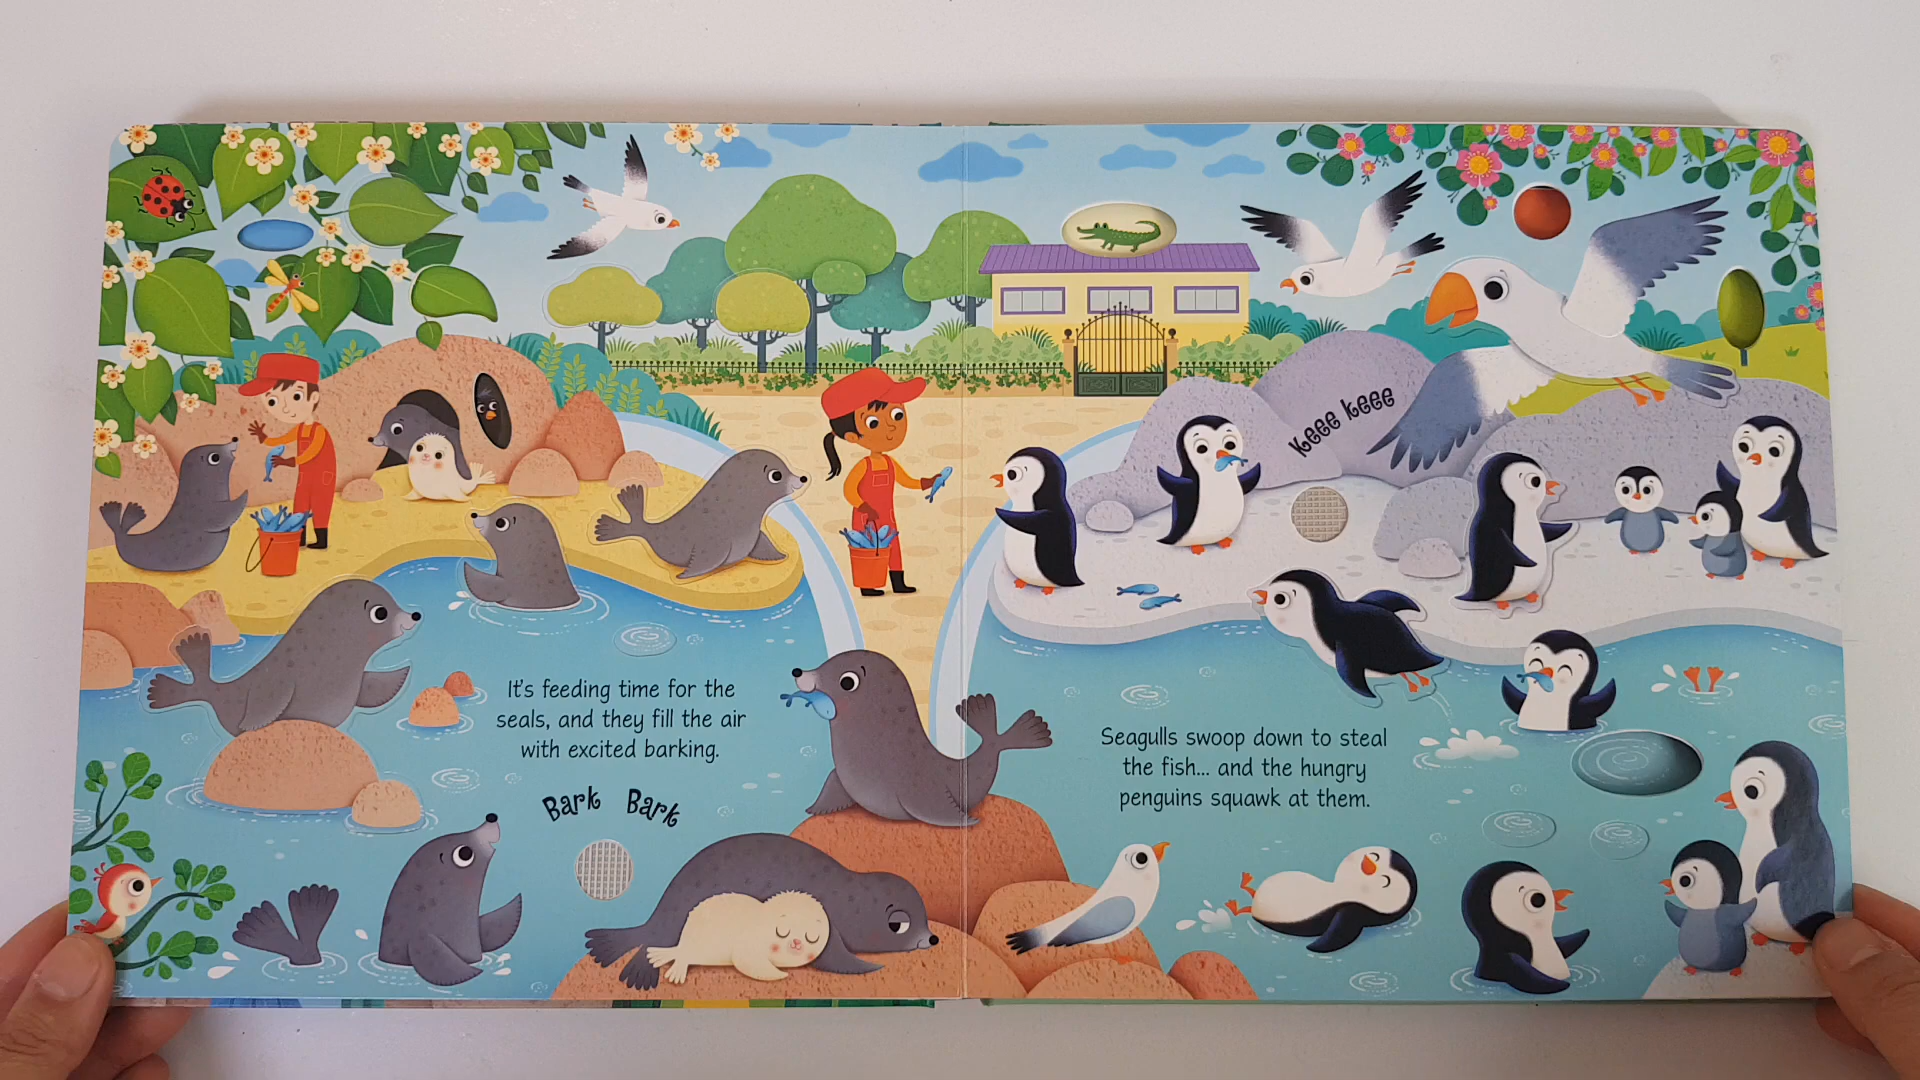 It's feeding time for the
seals, and they fill the air
with excited barking.
Bark Bark
Keee keee
Seagulls swoop down to steal
the fish... and the hungry
penguins squawk at them.